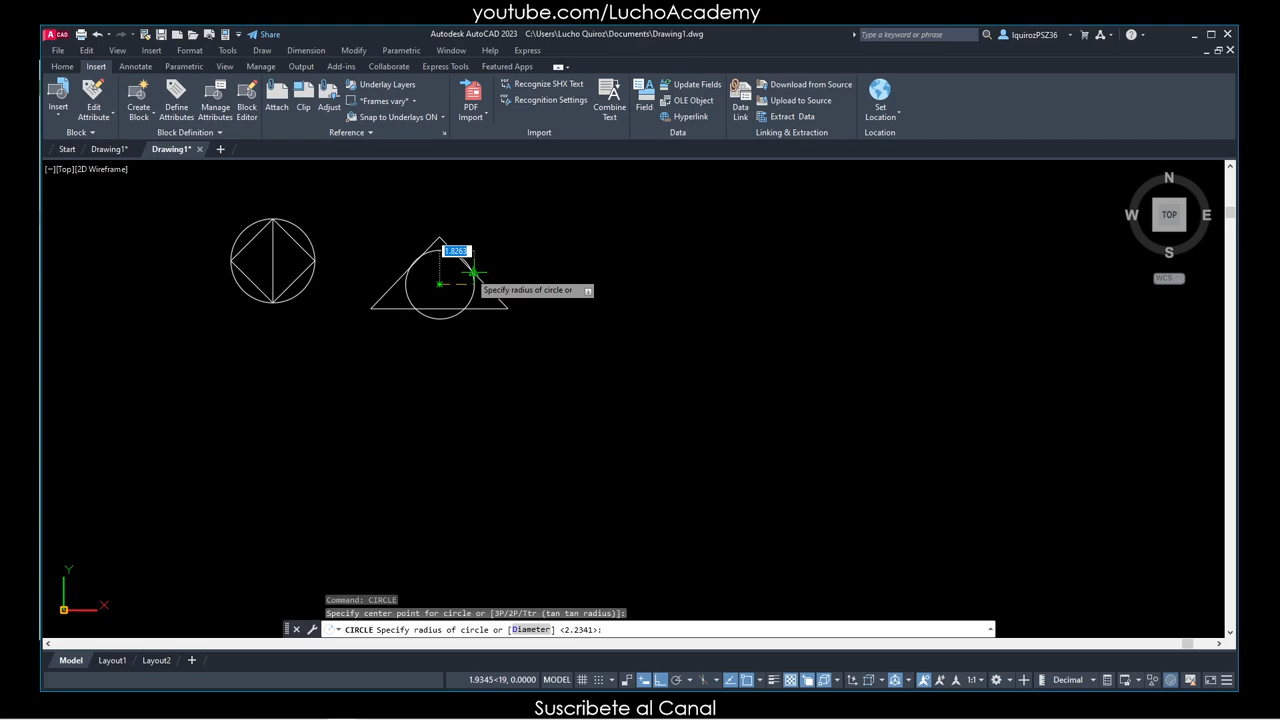 youtube.com/LuchoAcademy
CAD
Share
Autodesk AutoCAD 2023 C:\Users\Lucho Quiroz\Documents\Drawing1.dwg
Type a keyword or phrase
lquirozPSZ36
File Edit View Insert Format Tools Draw Dimension Modify Parametric Window Help Express
Home Insert Annotate Parametric View Manage Output Add-ins Collaborate Express Tools Featured Apps
Insert
Edit Attribute
Create Block
Define Attributes
Manage Attributes
Block Editor
Attach
Clip
Adjust
Underlay Layers
*Frames vary*
Snap to Underlays ON
PDF Import
Recognize SHX Text
Recognition Settings
Combine Text
Field
Update Fields
OLE Object
Hyperlink
Data Link
Download from Source
Upload to Source
Extract Data
Set Location
Block
Block Definition
Reference
Import
Data
Linking & Extraction
Location
Start Drawing1* Drawing1*
[−][Top][2D Wireframe]
N
W TOP E
S
WCS
1.8263
Specify radius of circle or
Y
X
Command: CIRCLE
Specify center point for circle or [3P/2P/Ttr (tan tan radius)]:
CIRCLE Specify radius of circle or [Diameter] <2.2341>:
Model Layout1 Layout2
1.9345<19, 0.0000 MODEL
1:1
Decimal
Suscribete al Canal